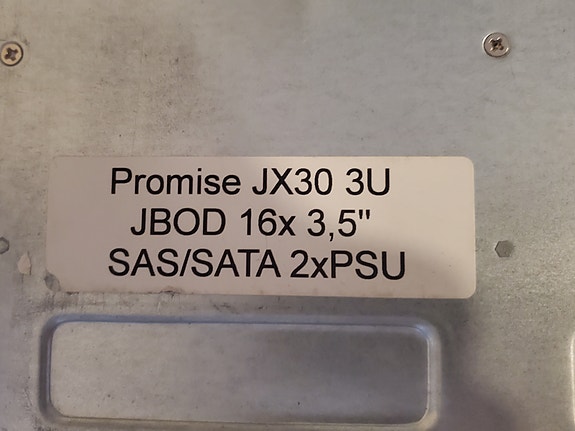 Promise JX30 3U
JBOD 16x 3,5"
SAS/SATA 2xPSU